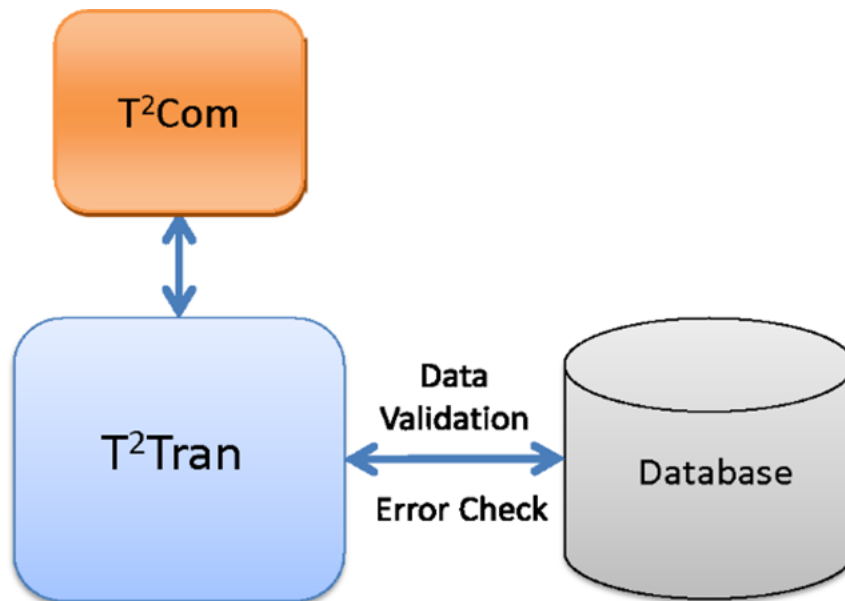 T²Com
Data
Validation
T²Tran
Database
Error Check